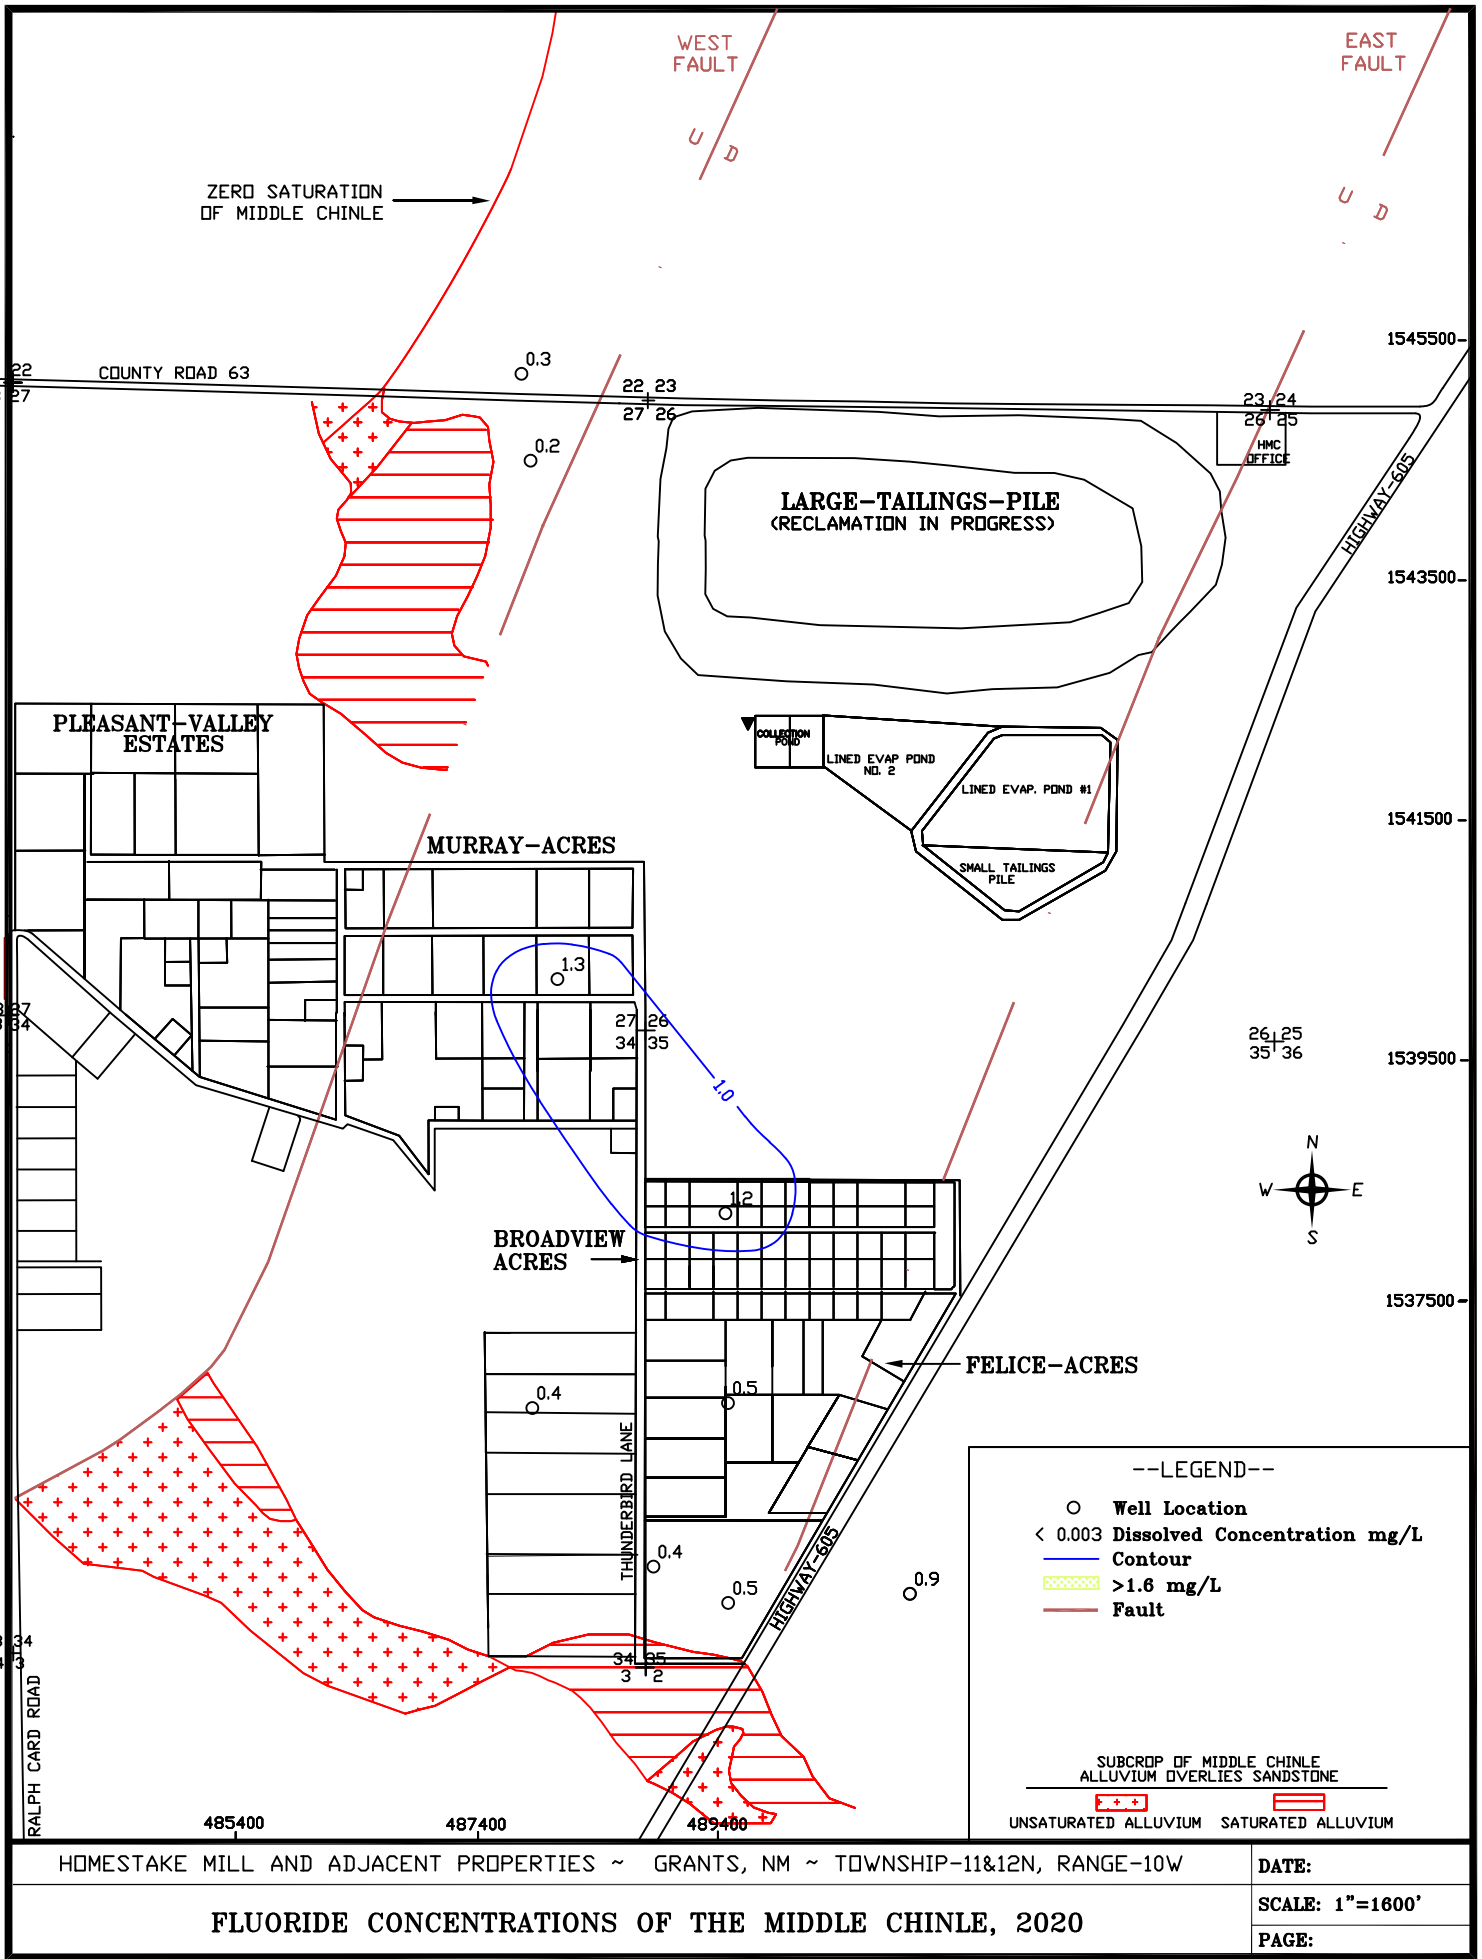 WEST
FAULT
EAST
FAULT
U D
U D
ZERO SATURATION
OF MIDDLE CHINLE
1545500
22
27
COUNTY ROAD 63
0.3
22 23
27 26
23 24
26 25
HMC
OFFICE
0.2
HIGHWAY-605
LARGE-TAILINGS-PILE
(RECLAMATION IN PROGRESS)
1543500
PLEASANT-VALLEY
ESTATES
COLLECTION
POND
LINED EVAP POND
NO. 2
LINED EVAP. POND #1
1541500
MURRAY-ACRES
SMALL TAILINGS
PILE
1.3
27
34
27 26
34 35
26 25
35 36
1539500
1.0
N
W E
S
1.2
BROADVIEW
ACRES
1537500
FELICE-ACRES
0.4
0.5
THUNDERBIRD LANE
--LEGEND--
Well Location
< 0.003 Dissolved Concentration mg/L
Contour
>1.6 mg/L
Fault
0.4
0.5
0.9
HIGHWAY-605
34
3
34 35
3 2
RALPH CARD ROAD
SUBCROP OF MIDDLE CHINLE
ALLUVIUM OVERLIES SANDSTONE
UNSATURATED ALLUVIUM SATURATED ALLUVIUM
485400
487400
489400
HOMESTAKE MILL AND ADJACENT PROPERTIES ~ GRANTS, NM ~ TOWNSHIP-11&12N, RANGE-10W
DATE:
FLUORIDE CONCENTRATIONS OF THE MIDDLE CHINLE, 2020
SCALE: 1"=1600'
PAGE: